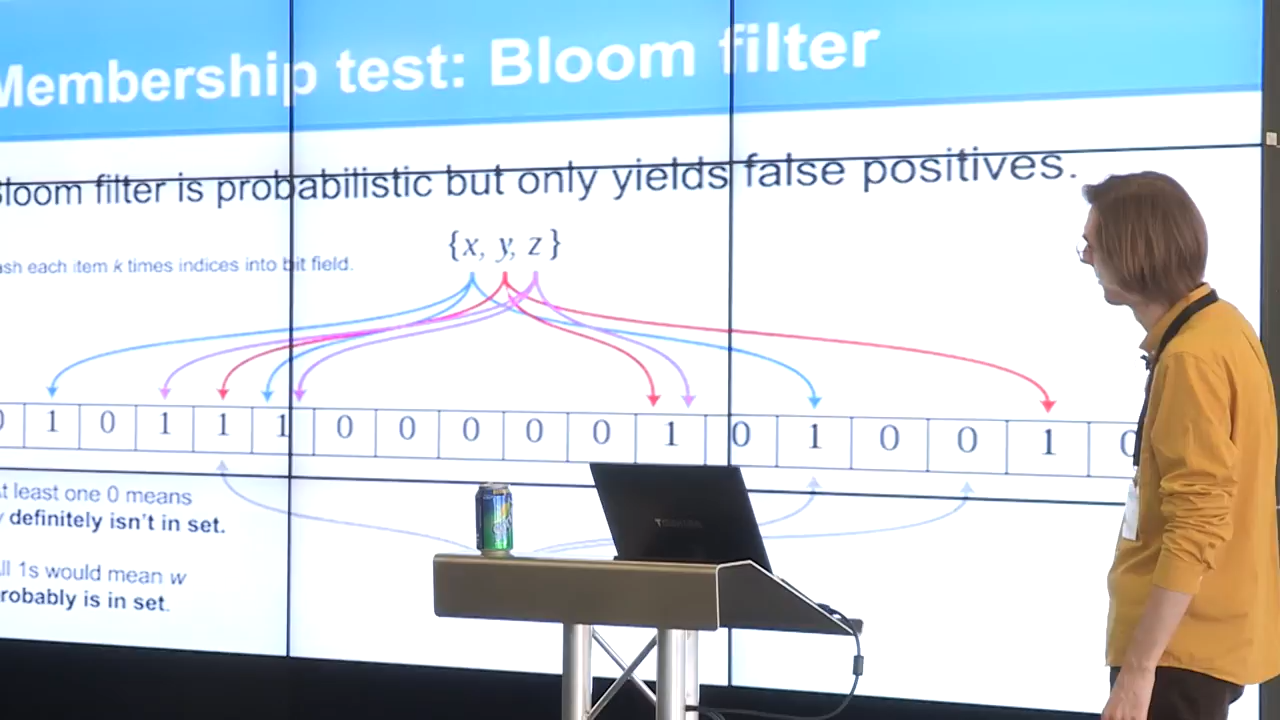 Membership test: Bloom filter
loom filter is probabilistic but only yields false positives.
{x, y, z}
ash each item k times indices into bit field.
0 1 0 1 1 1 0 0 0 0 0 1 0 1 0 0 1 0
t least one 0 means
definitely isn't in set.
ll 1s would mean w
robably is in set.
TOSHIBA